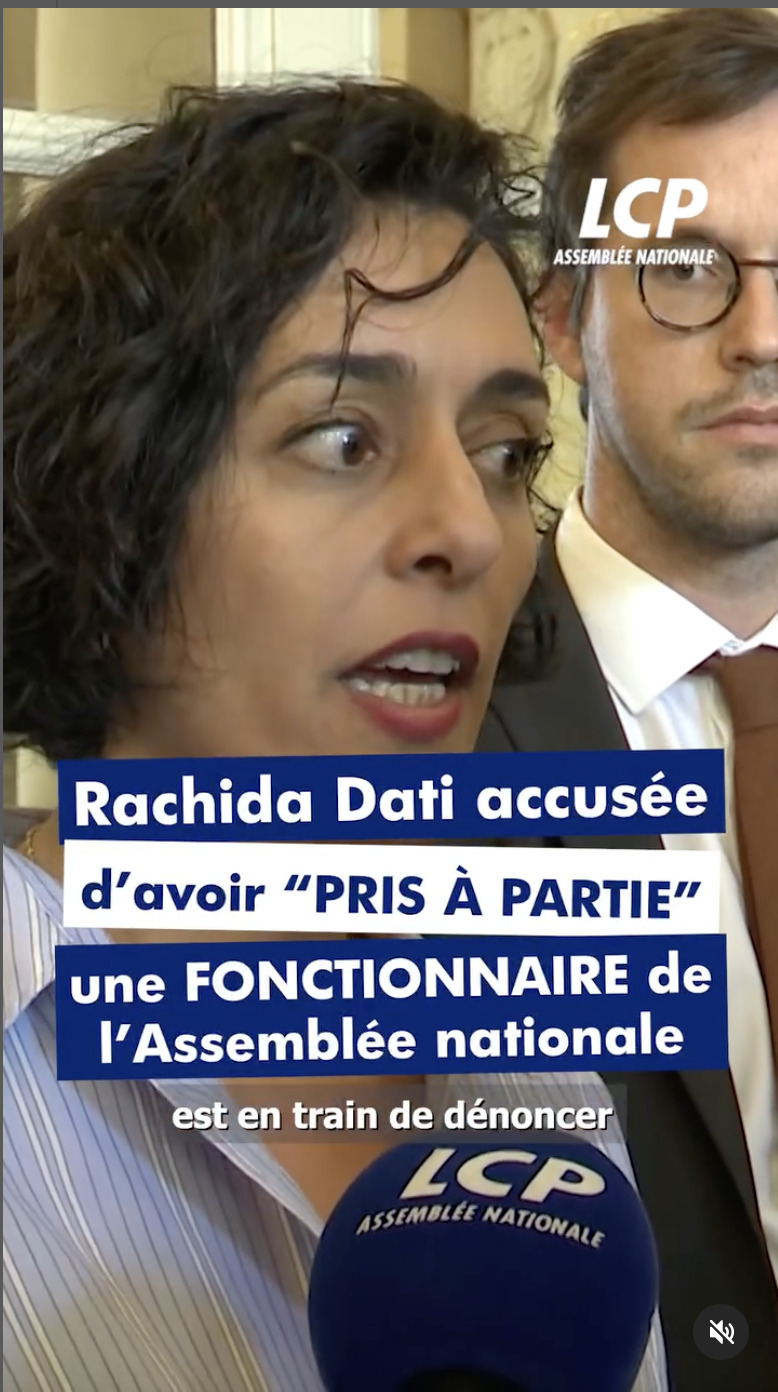 LCP
ASSEMBLÉE NATIONALE
Rachida Dati accusée
d’avoir “PRIS À PARTIE”
une FONCTIONNAIRE de
l’Assemblée nationale
est en train de dénoncer
LCP
ASSEMBLÉE NATIONALE